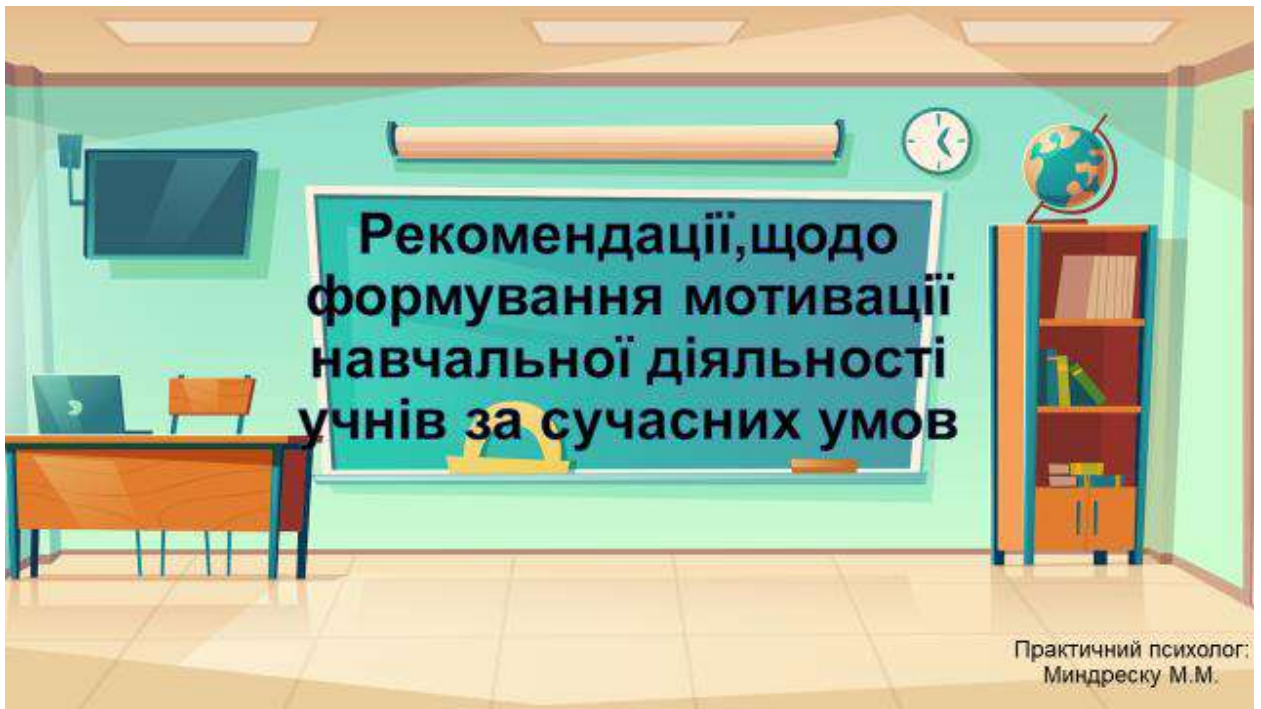 Рекомендації,щодо
формування мотивації
навчальної діяльності
учнів за сучасних умов
Практичний психолог:
Миндреску М.М.